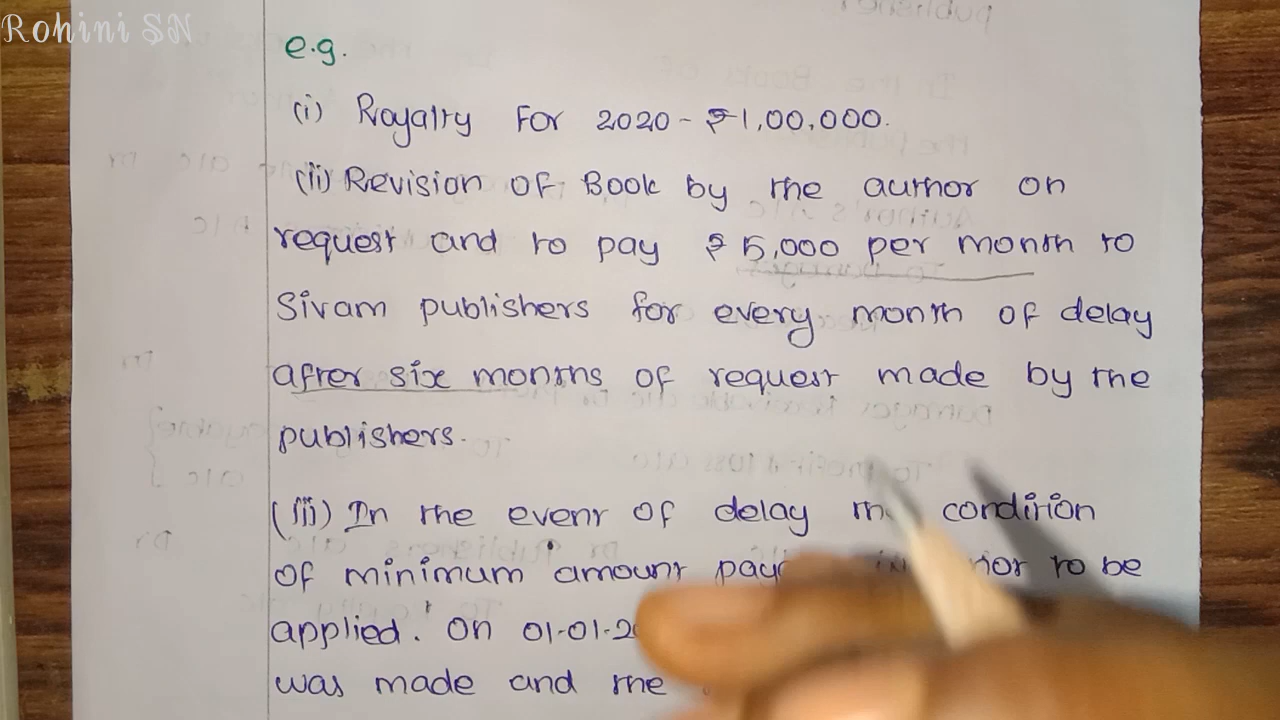 Rohini SN
e.g.
(i) Royalty For 2020 - ₹1,00,000.
(ii) Revision of Book by the author on
request and to pay ₹ 5,000 per month to
Sivam publishers for every month of delay
after six months of request made by the
publishers.
(iii) In the event of delay the condition
of minimum amount to be
applied. On 01-01-20
was made and the